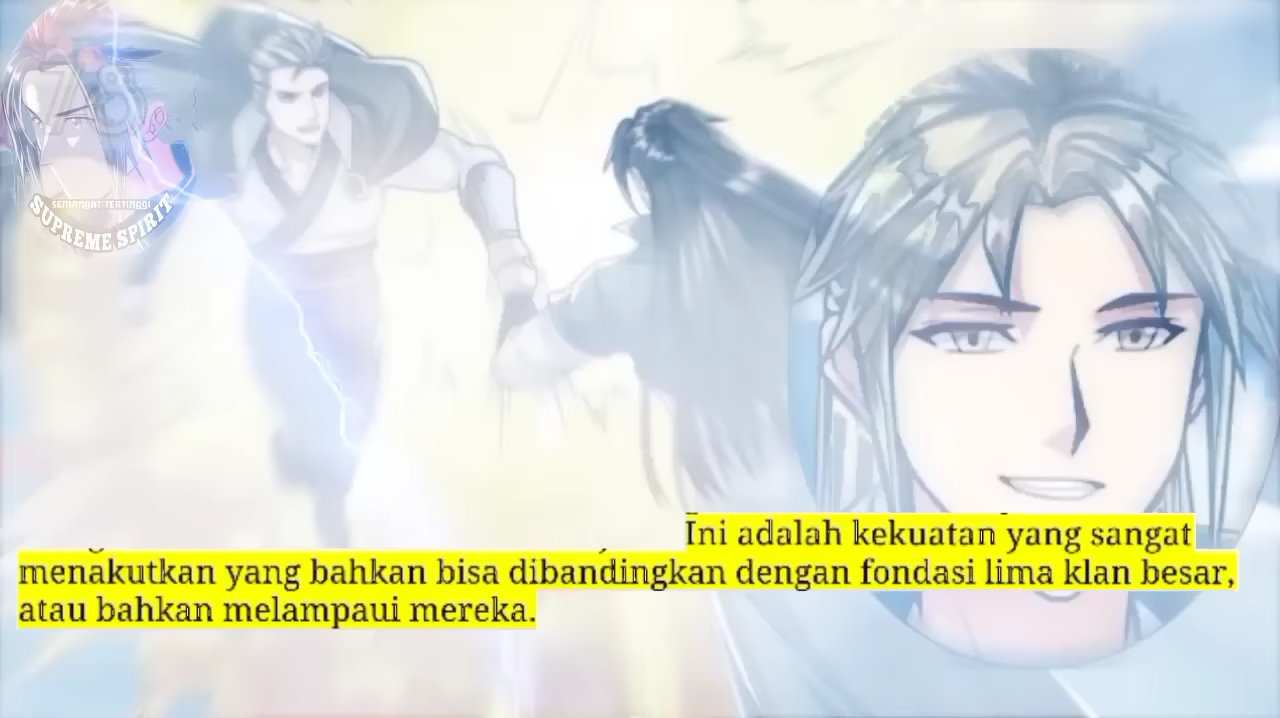 78
SEMANGAT TERTINGGI
SUPREME SPIRIT
Ini adalah kekuatan yang sangat
menakutkan yang bahkan bisa dibandingkan dengan fondasi lima klan besar,
atau bahkan melampaui mereka.